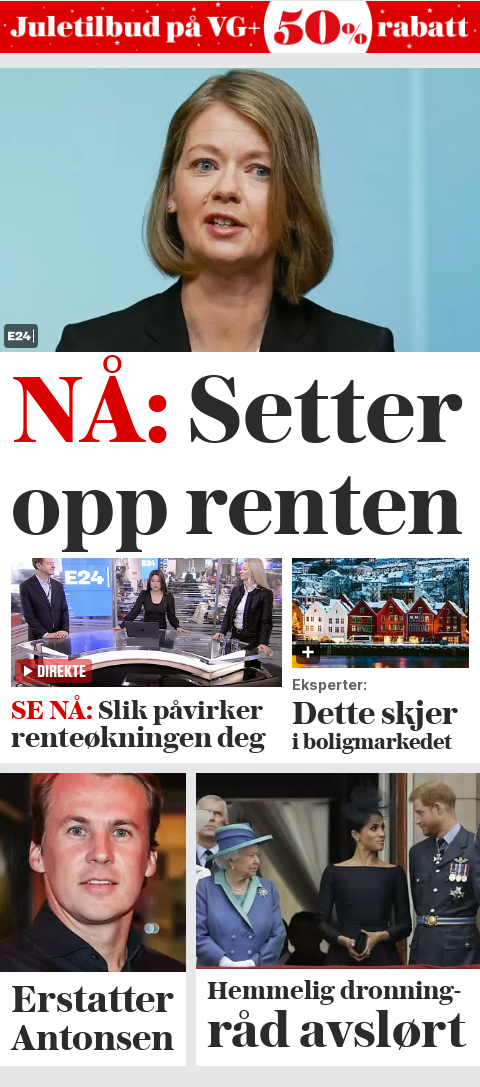 Juletilbud på VG+ 50% rabatt
E24
NÅ: Setter
opp renten
E24
DIREKTE
SE NÅ: Slik påvirker
renteøkningen deg
+
Eksperter:
Dette skjer
i boligmarkedet
Erstatter
Antonsen
Hemmelig dronning-
råd avslørt